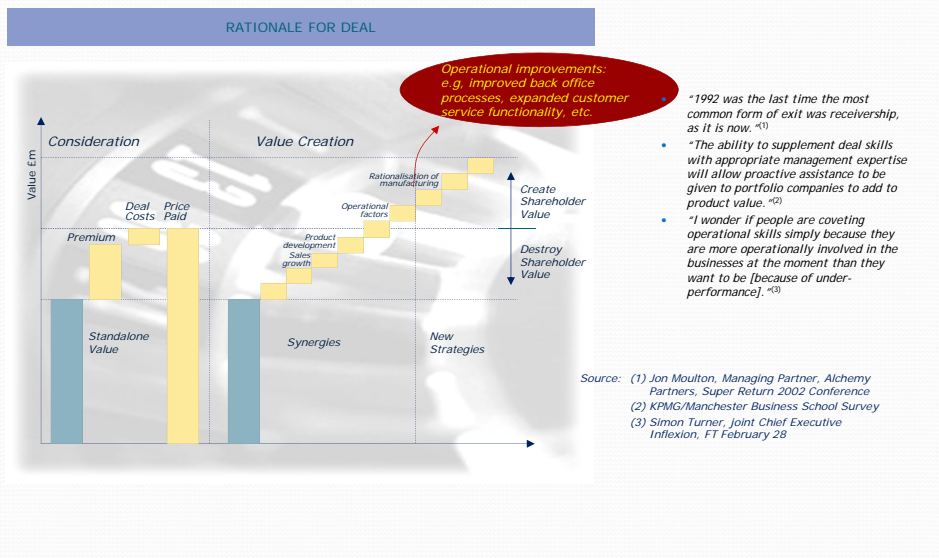 RATIONALE FOR DEAL
Operational improvements:
e.g, improved back office
processes, expanded customer
service functionality, etc.
Consideration
Value Creation
Value £m
Premium
Deal
Costs
Price
Paid
Standalone
Value
Sales
growth
Product
development
Operational
factors
Rationalisation of
manufacturing
Synergies
New
Strategies
Create
Shareholder
Value
Destroy
Shareholder
Value
• “1992 was the last time the most
common form of exit was receivership,
as it is now.”(1)
• “The ability to supplement deal skills
with appropriate management expertise
will allow proactive assistance to be
given to portfolio companies to add to
product value.”(2)
• “I wonder if people are coveting
operational skills simply because they
are more operationally involved in the
businesses at the moment than they
want to be [because of under-
performance].”(3)
Source: (1) Jon Moulton, Managing Partner, Alchemy
Partners, Super Return 2002 Conference
(2) KPMG/Manchester Business School Survey
(3) Simon Turner, Joint Chief Executive
Inflexion, FT February 28